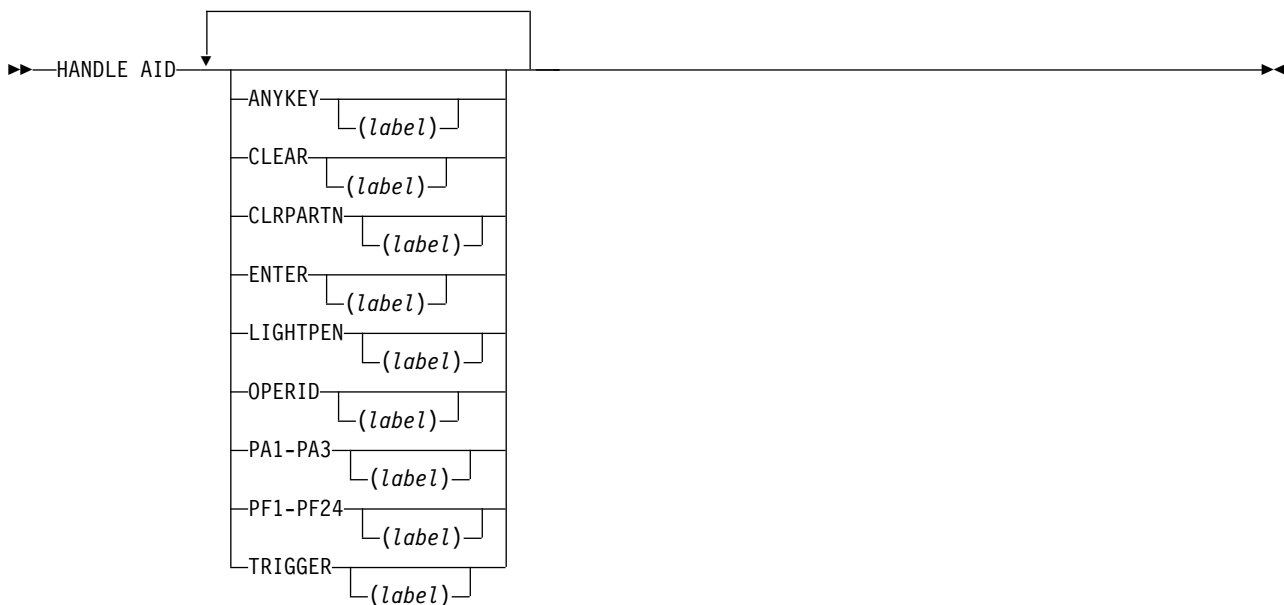 HANDLE AID
ANYKEY
(label)
CLEAR
(label)
CLRPARTN
(label)
ENTER
(label)
LIGHTPEN
(label)
OPERID
(label)
PA1-PA3
(label)
PF1-PF24
(label)
TRIGGER
(label)